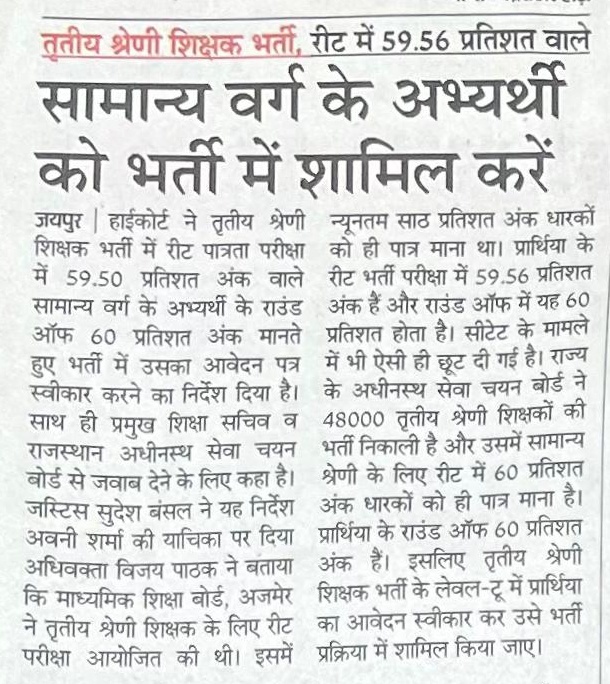 तृतीय श्रेणी शिक्षक भर्ती, रीट में 59.56 प्रतिशत वाले
सामान्य वर्ग के अभ्यर्थी
को भर्ती में शामिल करें
जयपुर | हाईकोर्ट ने तृतीय श्रेणी
शिक्षक भर्ती में रीट पात्रता परीक्षा
में 59.50 प्रतिशत अंक वाले
सामान्य वर्ग के अभ्यर्थी के राउंड
ऑफ 60 प्रतिशत अंक मानते
हुए भर्ती में उसका आवेदन पत्र
स्वीकार करने का निर्देश दिया है।
साथ ही प्रमुख शिक्षा सचिव व
राजस्थान अधीनस्थ सेवा चयन
बोर्ड से जवाब देने के लिए कहा है।
जस्टिस सुदेश बंसल ने यह निर्देश
अवनी शर्मा की याचिका पर दिया
अधिवक्ता विजय पाठक ने बताया
कि माध्यमिक शिक्षा बोर्ड, अजमेर
ने तृतीय श्रेणी शिक्षक के लिए रीट
परीक्षा आयोजित की थी। इसमें
न्यूनतम साठ प्रतिशत अंक धारकों
को ही पात्र माना था। प्रार्थिया के
रीट भर्ती परीक्षा में 59.56 प्रतिशत
अंक हैं और राउंड ऑफ में यह 60
प्रतिशत होता है। सीटेट के मामले
में भी ऐसी ही छूट दी गई है। राज्य
के अधीनस्थ सेवा चयन बोर्ड ने
48000 तृतीय श्रेणी शिक्षकों की
भर्ती निकाली है और उसमें सामान्य
श्रेणी के लिए रीट में 60 प्रतिशत
अंक धारकों को ही पात्र माना है।
प्रार्थिया के राउंड ऑफ 60 प्रतिशत
अंक हैं। इसलिए तृतीय श्रेणी
शिक्षक भर्ती के लेवल-टू में प्रार्थिया
का आवेदन स्वीकार कर उसे भर्ती
प्रक्रिया में शामिल किया जाए।